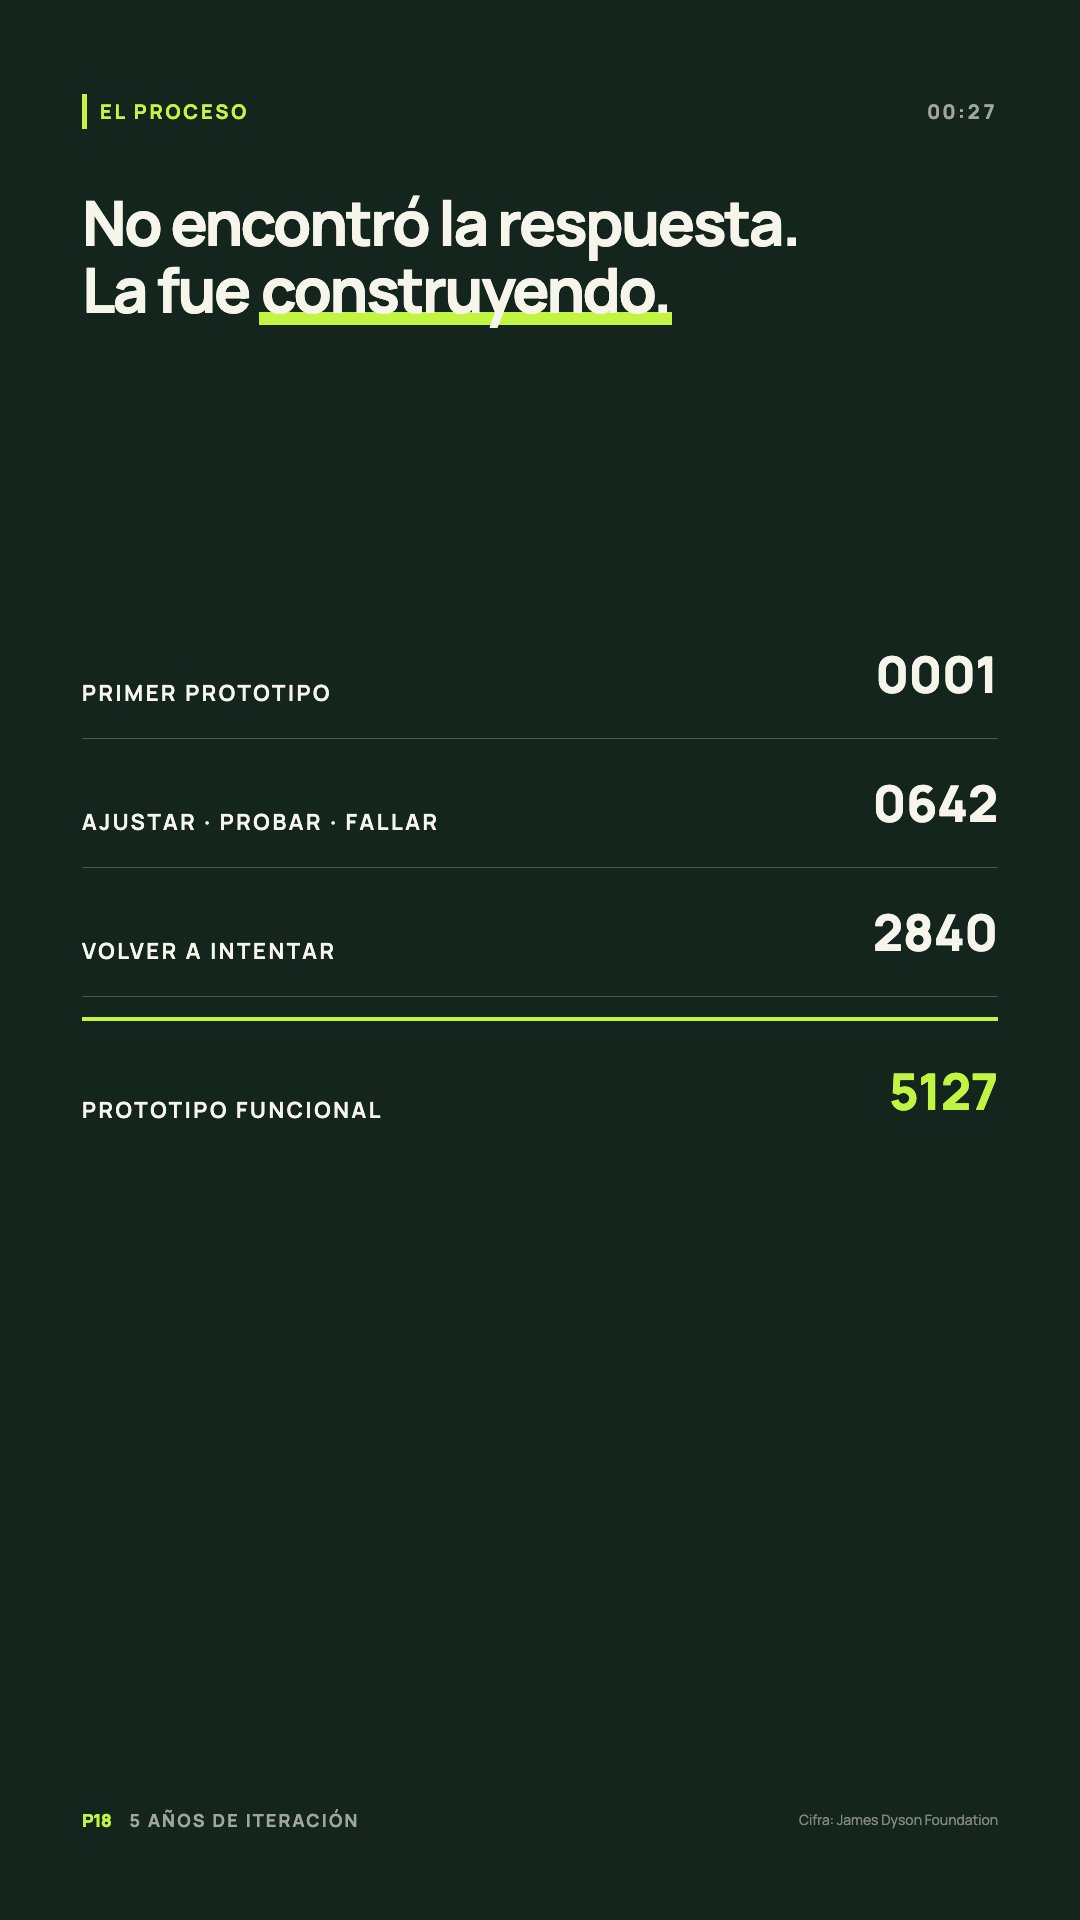 EL PROCESO
00:27
No encontró la respuesta.
La fue construyendo.
PRIMER PROTOTIPO 0001
AJUSTAR · PROBAR · FALLAR 0642
VOLVER A INTENTAR 2840
PROTOTIPO FUNCIONAL 5127
P18 5 AÑOS DE ITERACIÓN
Cifra: James Dyson Foundation